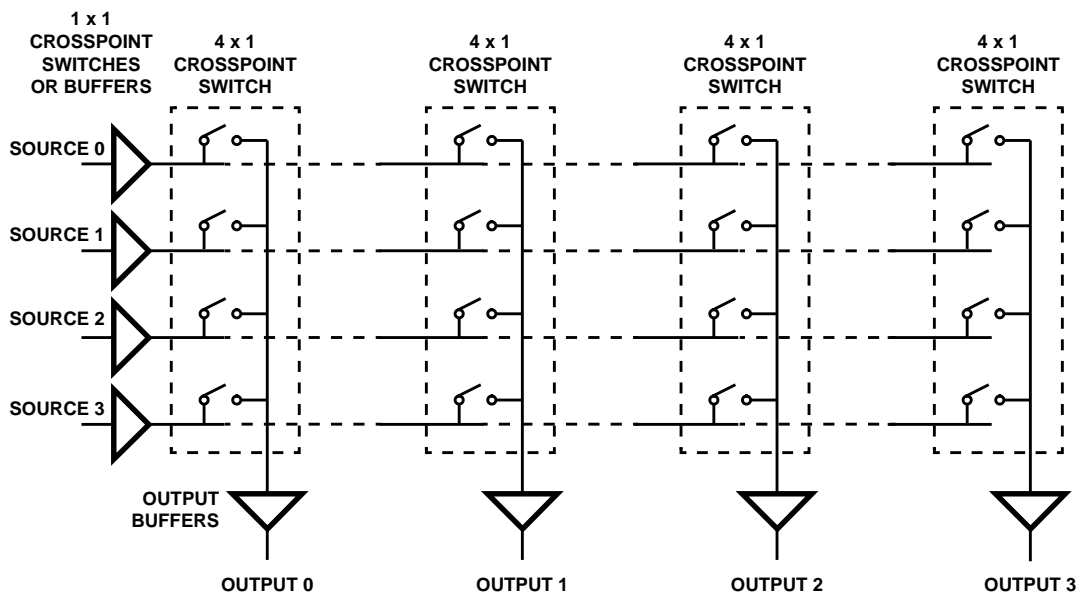 1 x 1
CROSSPOINT
SWITCHES
OR BUFFERS
4 x 1
CROSSPOINT
SWITCH
4 x 1
CROSSPOINT
SWITCH
4 x 1
CROSSPOINT
SWITCH
4 x 1
CROSSPOINT
SWITCH
SOURCE 0
SOURCE 1
SOURCE 2
SOURCE 3
OUTPUT
BUFFERS
OUTPUT 0
OUTPUT 1
OUTPUT 2
OUTPUT 3